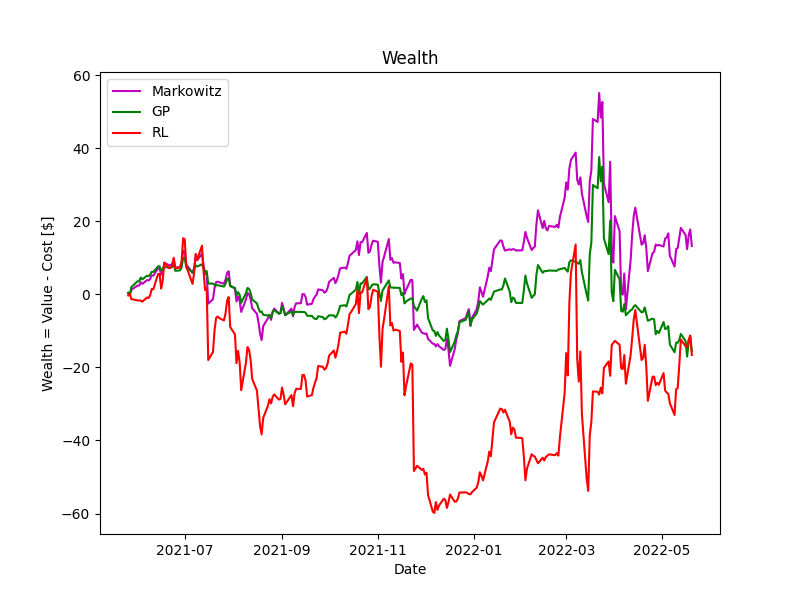 Wealth
Markowitz
GP
RL
Wealth = Value - Cost [$]
60
40
20
0
−20
−40
−60
2021-07
2021-09
2021-11
2022-01
2022-03
2022-05
Date